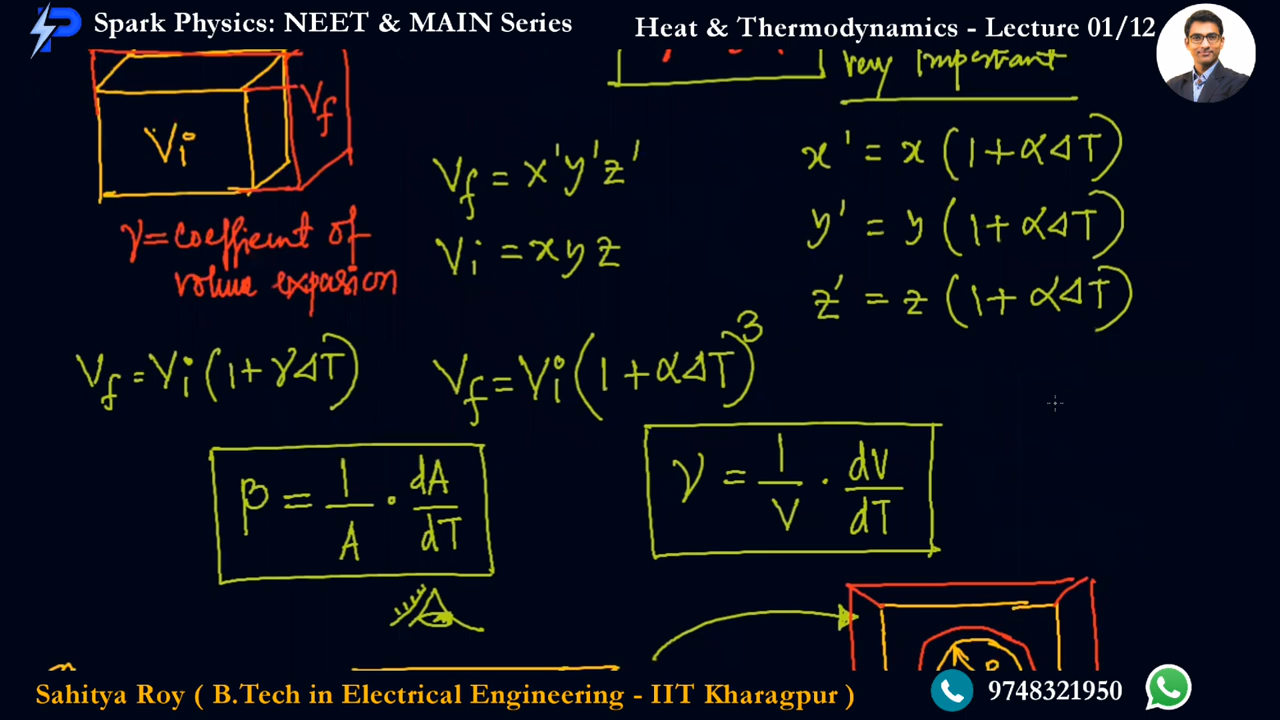 Spark Physics: NEET & MAIN Series
Heat & Thermodynamics - Lecture 01/12
very important
Vi
Vf
γ = coefficient of
volume expansion
Vf = x'y'z'
Vi = xyz
x' = x (1+αΔT)
y' = y (1+αΔT)
z' = z (1+αΔT)
Vf = Vi (1+γΔT)
Vf = Vi (1+αΔT)^3
β = 1/A · dA/dT
γ = 1/V · dV/dT
Sahitya Roy ( B.Tech in Electrical Engineering - IIT Kharagpur )
9748321950